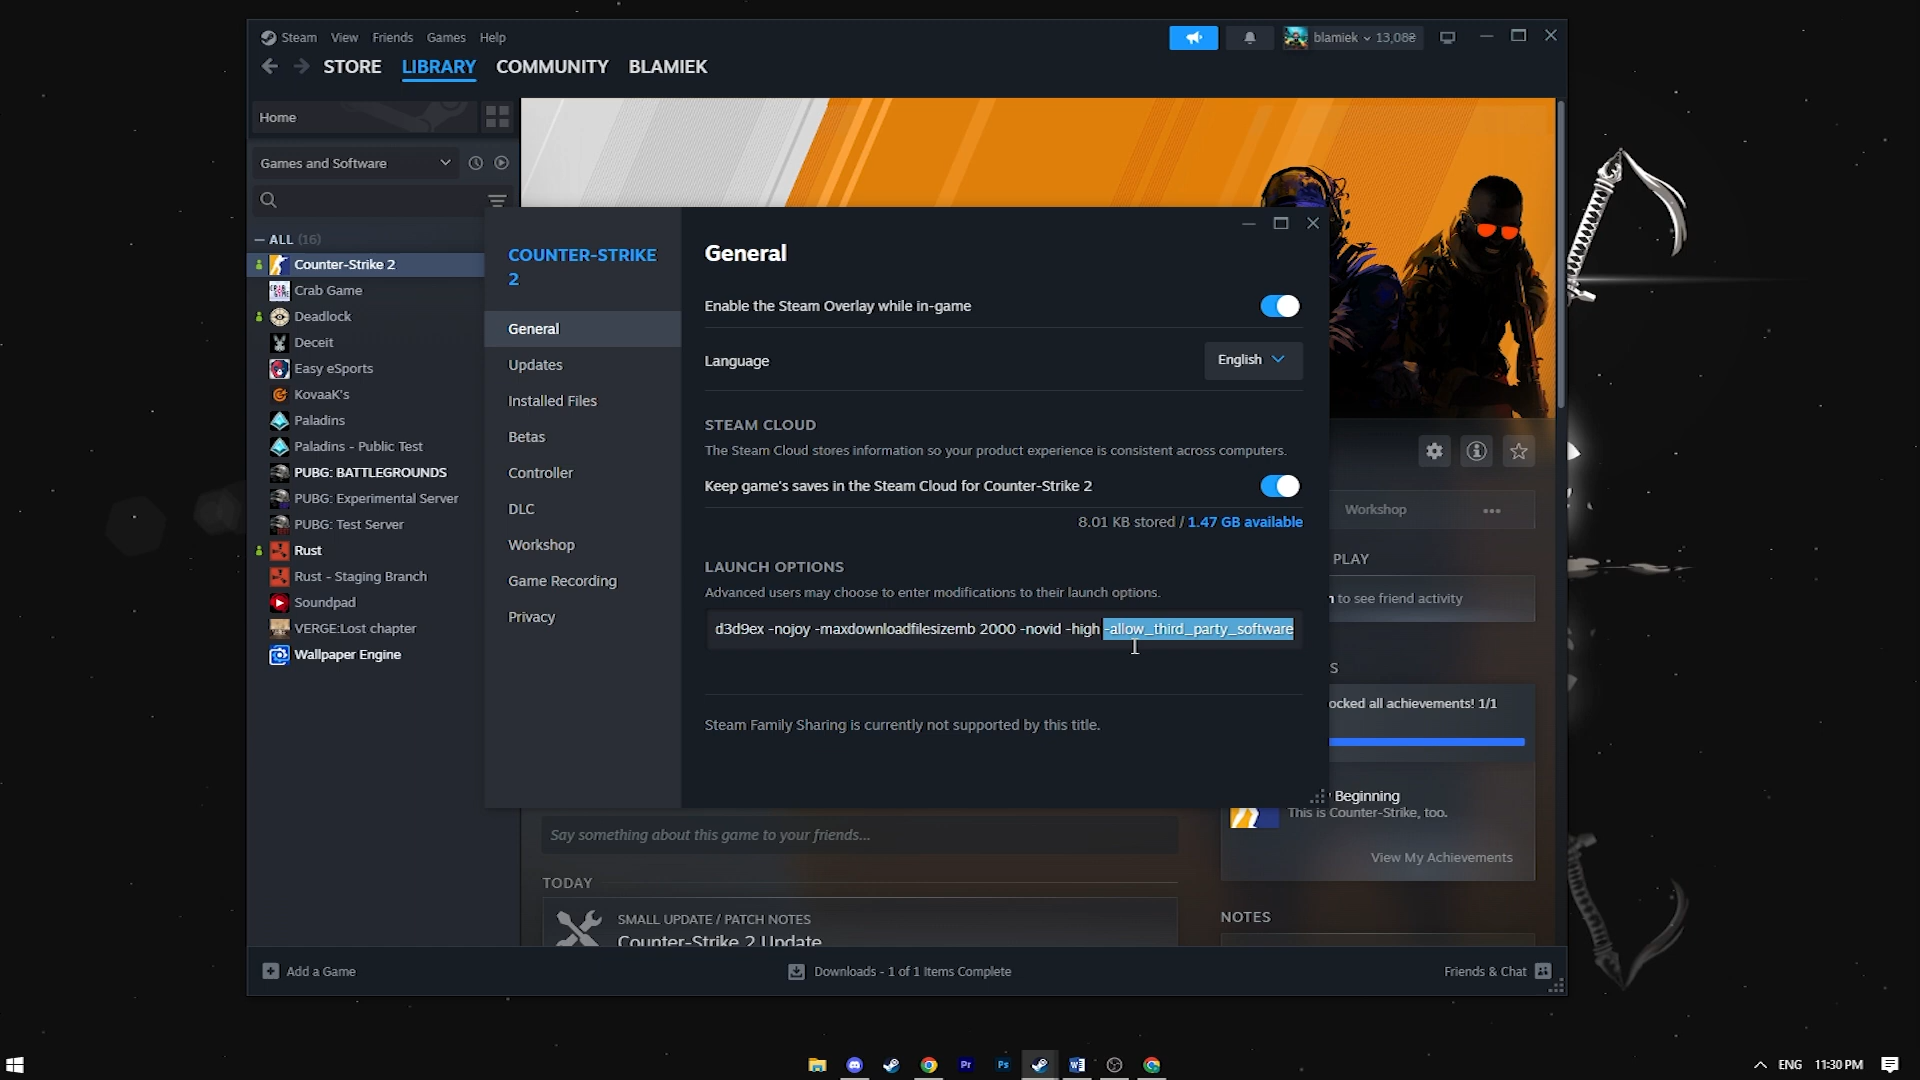 Steam View Friends Games Help
blamiek 13,08₴
STORE LIBRARY COMMUNITY BLAMIEK
Home
Games and Software
— ALL (16)
Counter-Strike 2
Crab Game
Deadlock
Deceit
Easy eSports
KovaaK's
Paladins
Paladins - Public Test
PUBG: BATTLEGROUNDS
PUBG: Experimental Server
PUBG: Test Server
Rust
Rust - Staging Branch
Soundpad
VERGE:Lost chapter
Wallpaper Engine
COUNTER-STRIKE
2
General
Updates
Installed Files
Betas
Controller
DLC
Workshop
Game Recording
Privacy
General
Enable the Steam Overlay while in-game
Language
English
STEAM CLOUD
The Steam Cloud stores information so your product experience is consistent across computers.
Keep game's saves in the Steam Cloud for Counter-Strike 2
8.01 KB stored / 1.47 GB available
LAUNCH OPTIONS
Advanced users may choose to enter modifications to their launch options.
d3d9ex -nojoy -maxdownloadfilesizemb 2000 -novid -high -allow_third_party_software
Steam Family Sharing is currently not supported by this title.
Workshop
PLAY
to see friend activity
S
ocked all achievements! 1/1
Beginning
This is Counter-Strike, too.
View My Achievements
NOTES
Say something about this game to your friends...
TODAY
SMALL UPDATE / PATCH NOTES
Counter-Strike 2 Update
Add a Game
Downloads - 1 of 1 Items Complete
Friends & Chat
Pr
Ps
ENG 11:30 PM